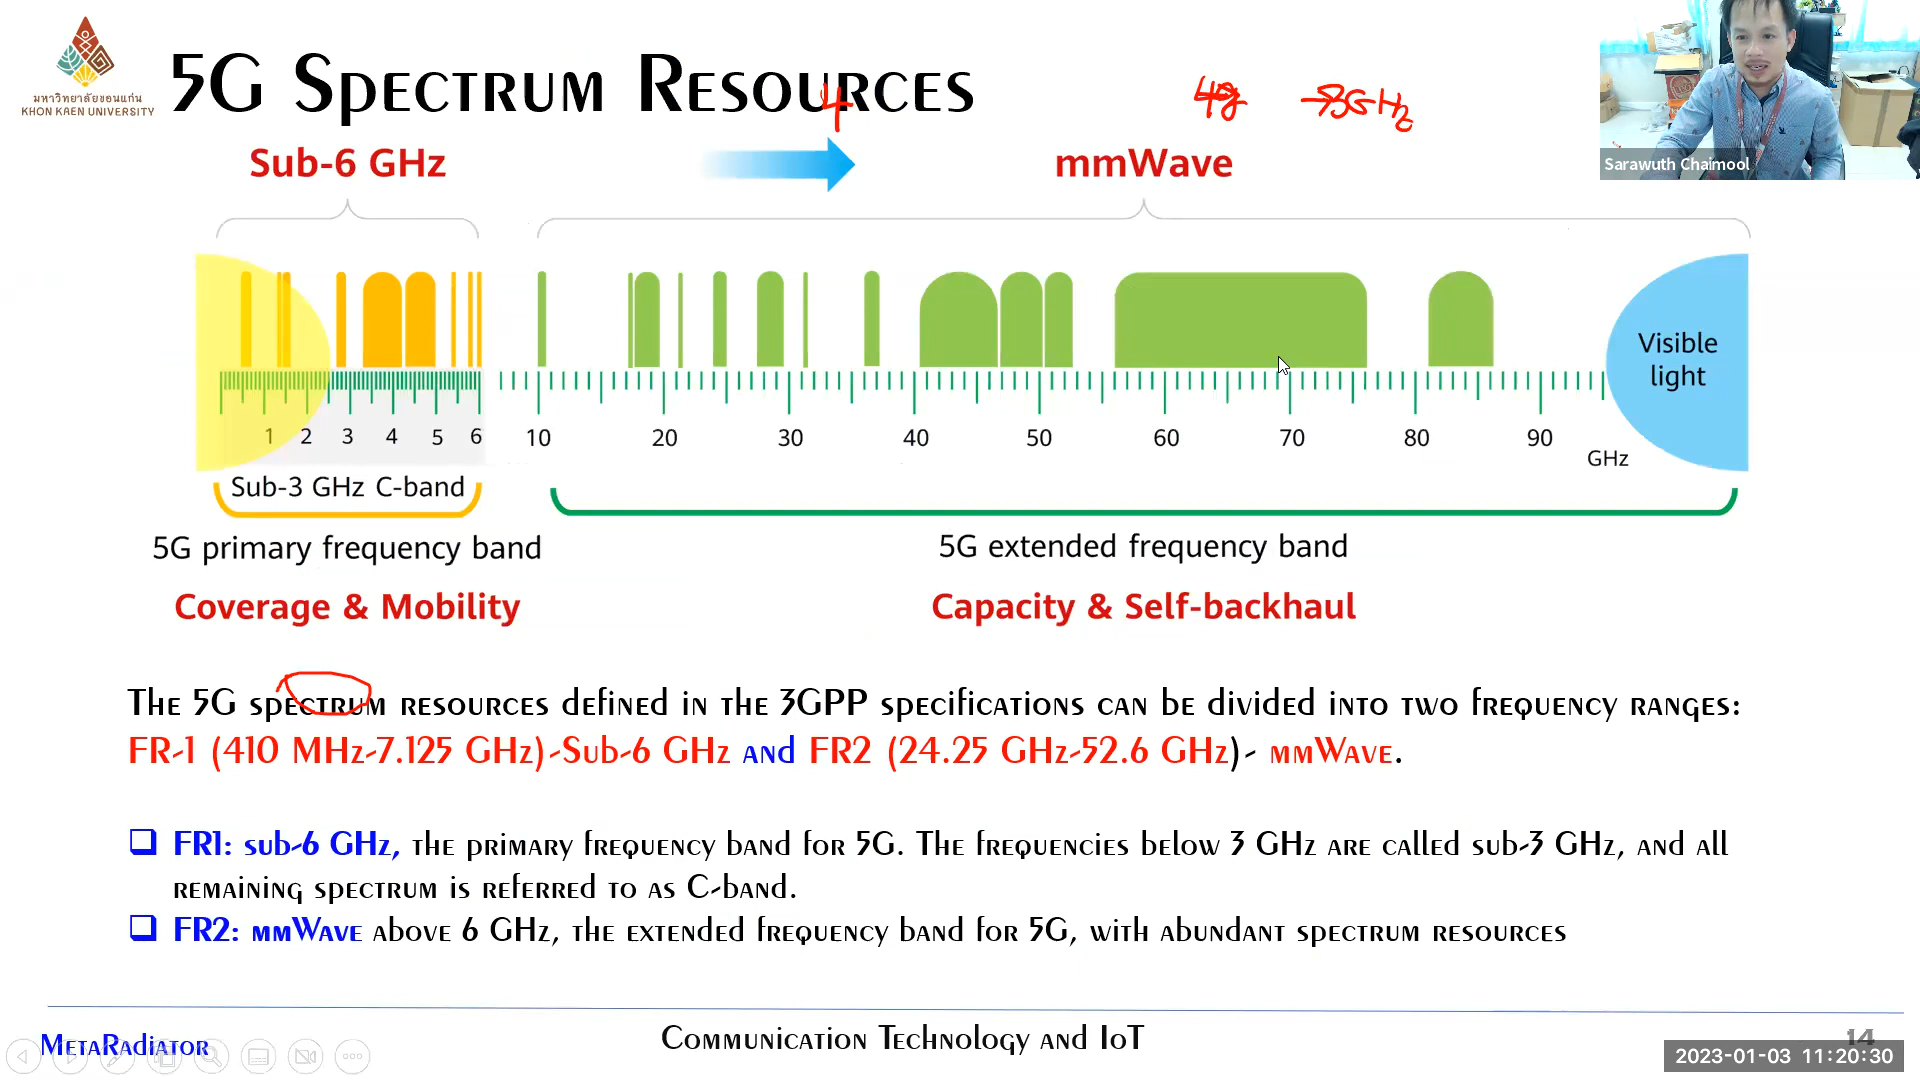 มหาวิทยาลัยขอนแก่น
KHON KAEN UNIVERSITY
5G Spectrum Resources
4
4g
Sub-6 GHz
mmWave
Sarawuth Chaimool
Visible
light
1 2 3 4 5 6 10 20 30 40 50 60 70 80 90
GHz
Sub-3 GHz C-band
5G primary frequency band
5G extended frequency band
Coverage & Mobility
Capacity & Self-backhaul
The 5G spectrum resources defined in the 3GPP specifications can be divided into two frequency ranges:
FR-1 (410 MHz-7.125 GHz)-Sub-6 GHz and FR2 (24.25 GHz-52.6 GHz)- mmWave.
FR1: sub-6 GHz, the primary frequency band for 5G. The frequencies below 3 GHz are called sub-3 GHz, and all
remaining spectrum is referred to as C-band.
FR2: mmWave above 6 GHz, the extended frequency band for 5G, with abundant spectrum resources
MetaRadiator
Communication Technology and IoT
14
2023-01-03 11:20:30